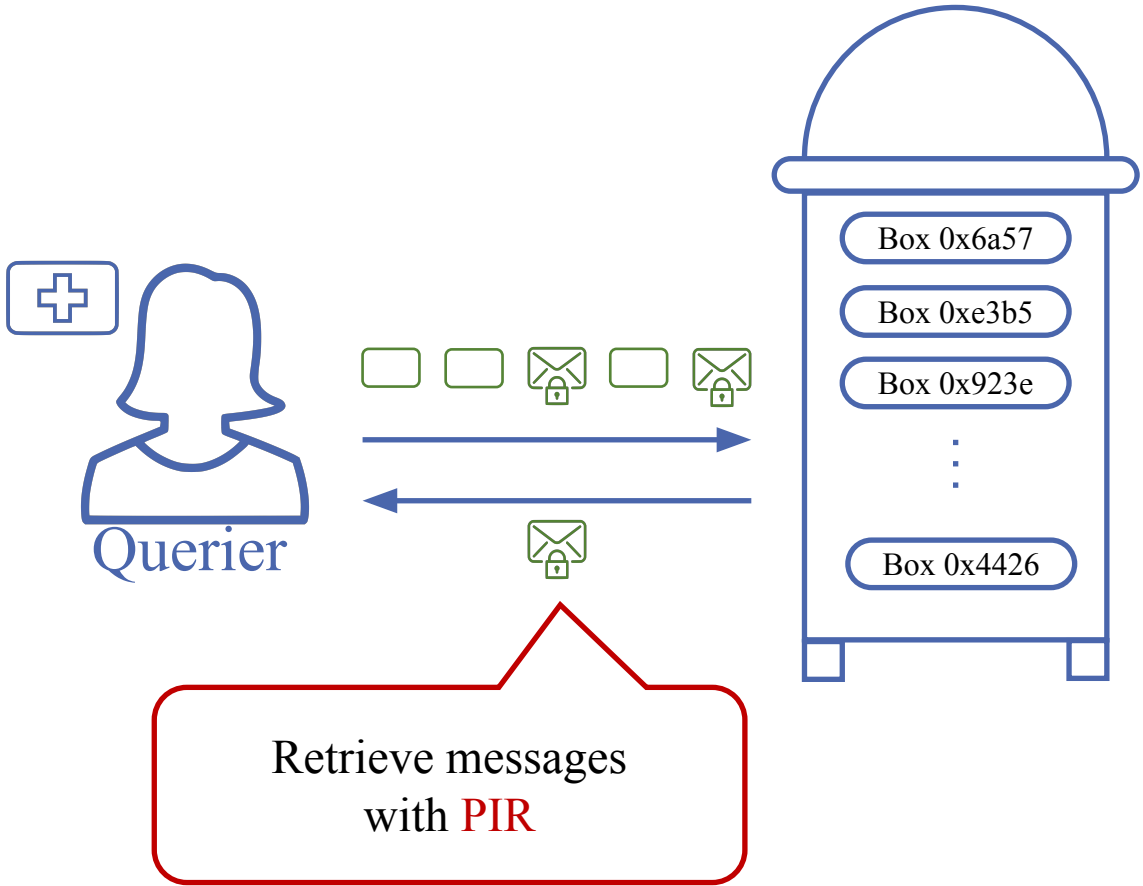 Box 0x6a57
Box 0xe3b5
Box 0x923e
Box 0x4426
Querier
Retrieve messages
with PIR